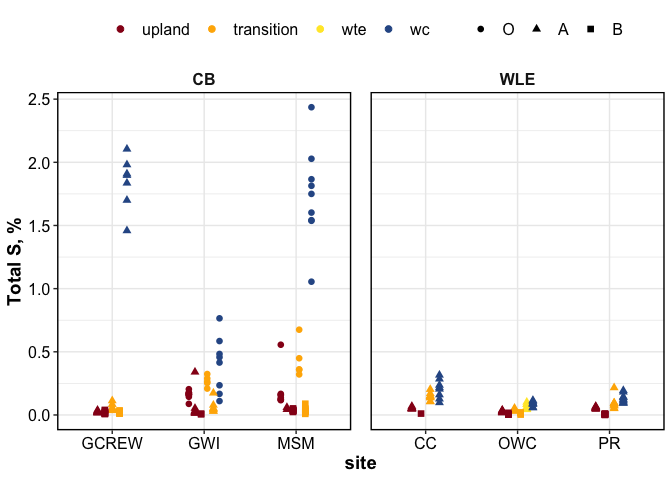 upland transition wte wc O A B
CB WLE
2.5
2.0
1.5
1.0
0.5
0.0
Total S, %
GCREW GWI MSM CC OWC PR
site